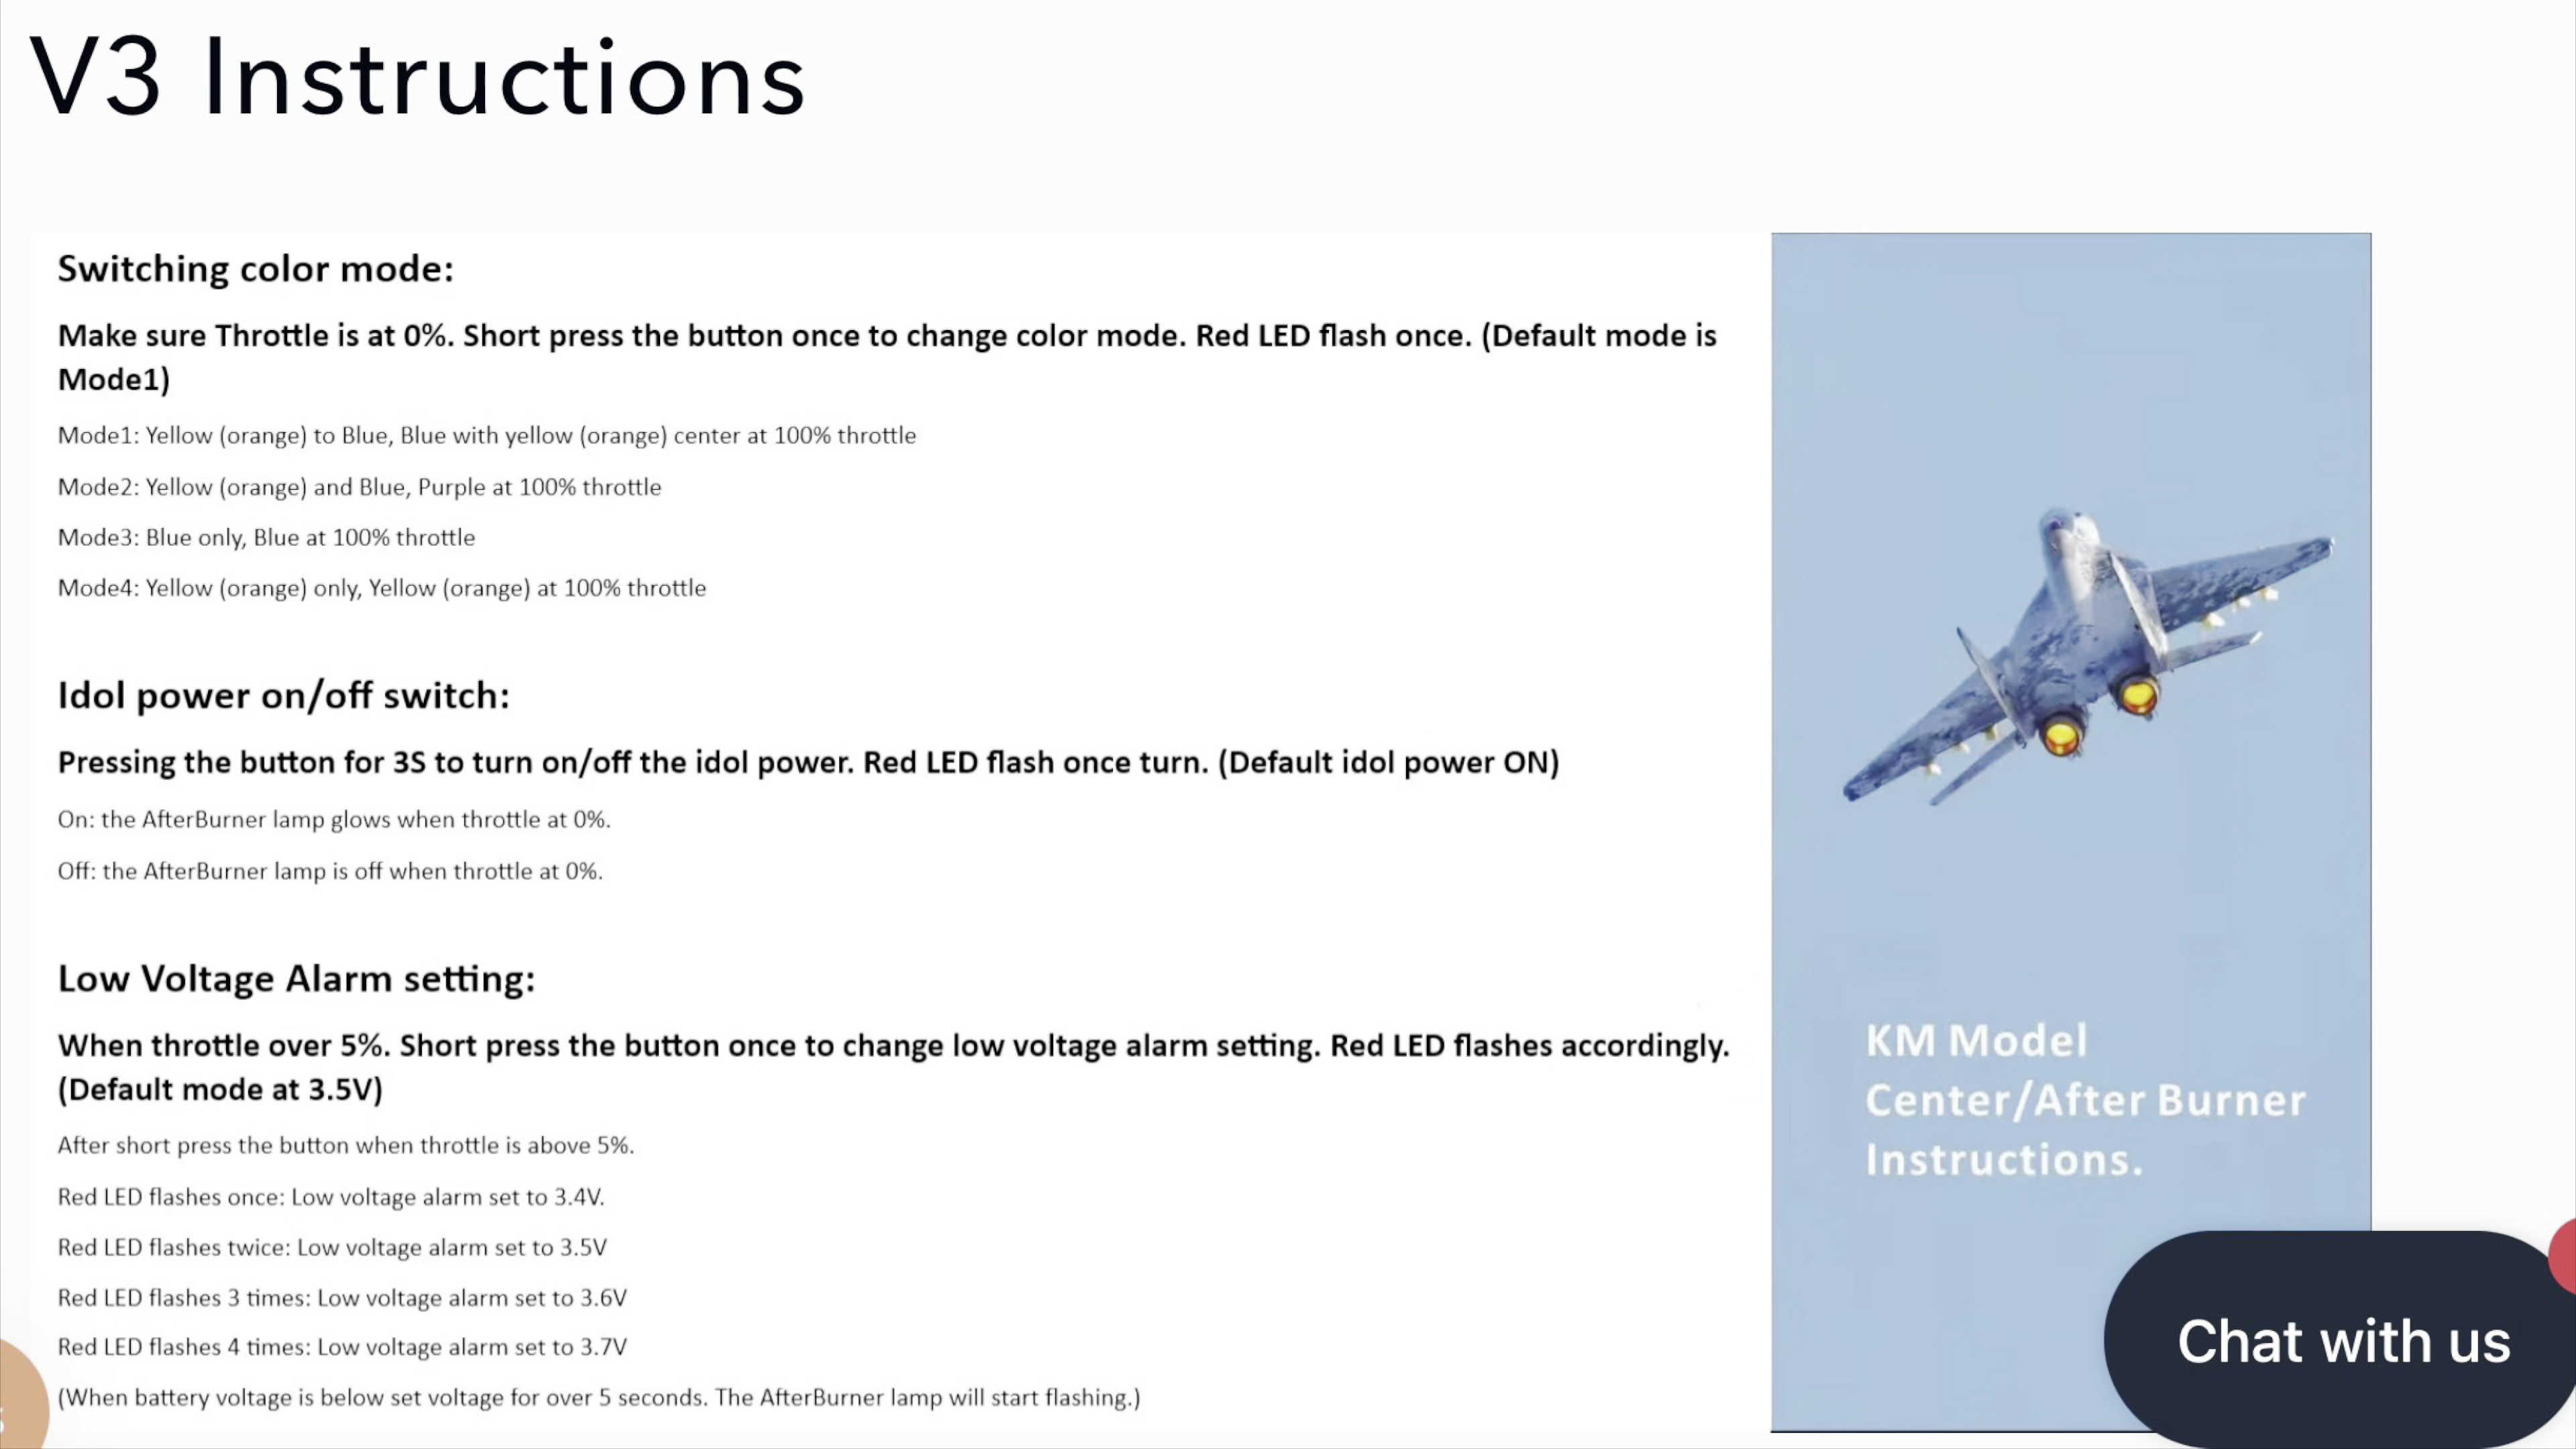 V3 Instructions
Switching color mode:
Make sure Throttle is at 0%. Short press the button once to change color mode. Red LED flash once. (Default mode is
Mode1)
Mode1: Yellow (orange) to Blue, Blue with yellow (orange) center at 100% throttle
Mode2: Yellow (orange) and Blue, Purple at 100% throttle
Mode3: Blue only, Blue at 100% throttle
Mode4: Yellow (orange) only, Yellow (orange) at 100% throttle
Idol power on/off switch:
Pressing the button for 3S to turn on/off the idol power. Red LED flash once turn. (Default idol power ON)
On: the AfterBurner lamp glows when throttle at 0%.
Off: the AfterBurner lamp is off when throttle at 0%.
Low Voltage Alarm setting:
When throttle over 5%. Short press the button once to change low voltage alarm setting. Red LED flashes accordingly.
(Default mode at 3.5V)
After short press the button when throttle is above 5%.
Red LED flashes once: Low voltage alarm set to 3.4V.
Red LED flashes twice: Low voltage alarm set to 3.5V
Red LED flashes 3 times: Low voltage alarm set to 3.6V
Red LED flashes 4 times: Low voltage alarm set to 3.7V
(When battery voltage is below set voltage for over 5 seconds. The AfterBurner lamp will start flashing.)
KM Model
Center/After Burner
Instructions.
Chat with us